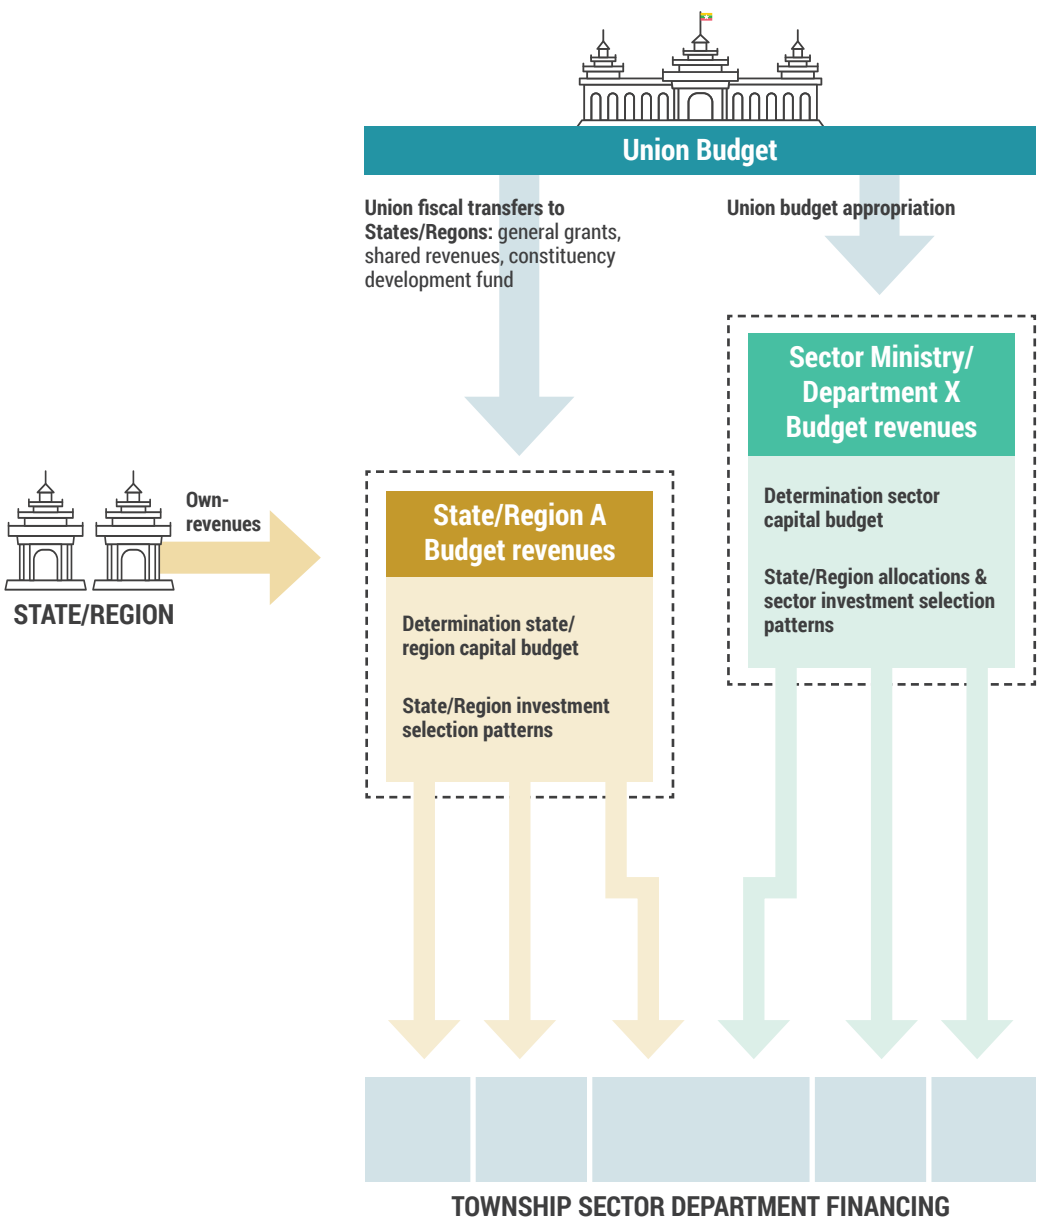 Union Budget
Union fiscal transfers to
States/Regons: general grants,
shared revenues, constituency
development fund
Union budget appropriation
Sector Ministry/
Department X
Budget revenues
Determination sector
capital budget
State/Region allocations &
sector investment selection
patterns
Own-
revenues
STATE/REGION
State/Region A
Budget revenues
Determination state/
region capital budget
State/Region investment
selection patterns
TOWNSHIP SECTOR DEPARTMENT FINANCING